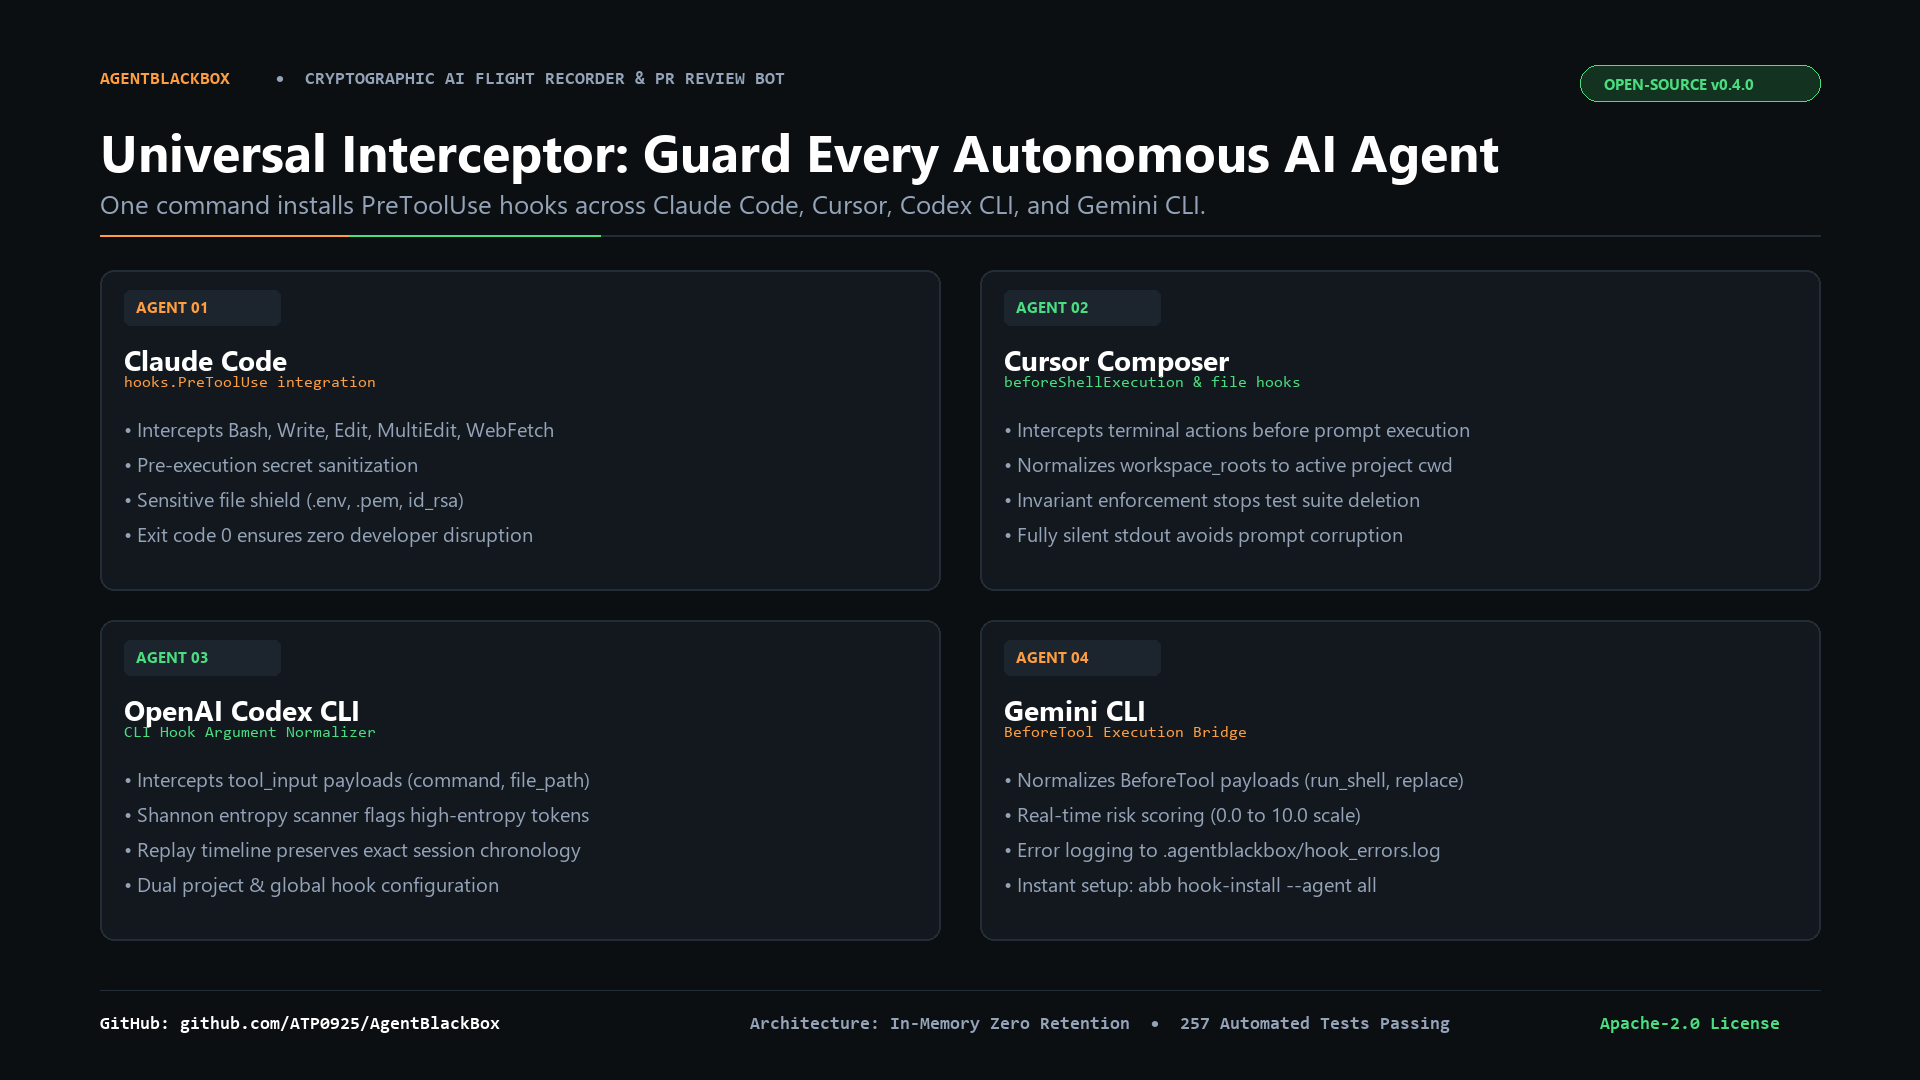 AGENTBLACKBOX • CRYPTOGRAPHIC AI FLIGHT RECORDER & PR REVIEW BOT
OPEN-SOURCE v0.4.0
Universal Interceptor: Guard Every Autonomous AI Agent
One command installs PreToolUse hooks across Claude Code, Cursor, Codex CLI, and Gemini CLI.
AGENT 01
Claude Code
hooks.PreToolUse integration
• Intercepts Bash, Write, Edit, MultiEdit, WebFetch
• Pre-execution secret sanitization
• Sensitive file shield (.env, .pem, id_rsa)
• Exit code 0 ensures zero developer disruption
AGENT 02
Cursor Composer
beforeShellExecution & file hooks
• Intercepts terminal actions before prompt execution
• Normalizes workspace_roots to active project cwd
• Invariant enforcement stops test suite deletion
• Fully silent stdout avoids prompt corruption
AGENT 03
OpenAI Codex CLI
CLI Hook Argument Normalizer
• Intercepts tool_input payloads (command, file_path)
• Shannon entropy scanner flags high-entropy tokens
• Replay timeline preserves exact session chronology
• Dual project & global hook configuration
AGENT 04
Gemini CLI
BeforeTool Execution Bridge
• Normalizes BeforeTool payloads (run_shell, replace)
• Real-time risk scoring (0.0 to 10.0 scale)
• Error logging to .agentblackbox/hook_errors.log
• Instant setup: abb hook-install --agent all
GitHub: github.com/ATP0925/AgentBlackBox
Architecture: In-Memory Zero Retention • 257 Automated Tests Passing
Apache-2.0 License